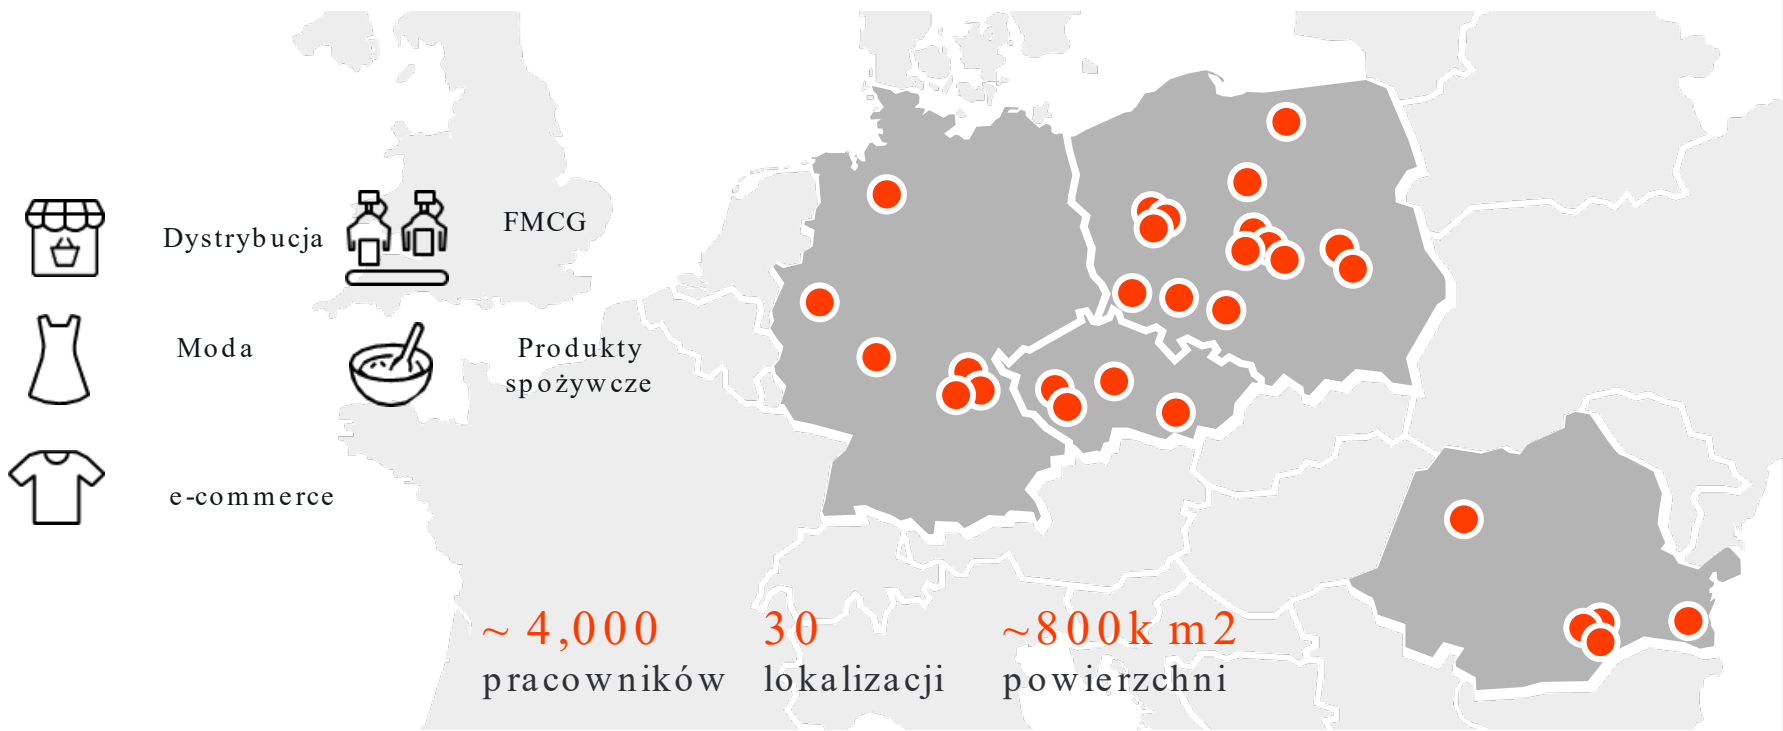 Dystrybucja
FMCG
Moda
Produkty
spożywcze
e-commerce
~ 4,000
pracowników
30
lokalizacji
~800k m2
powierzchni